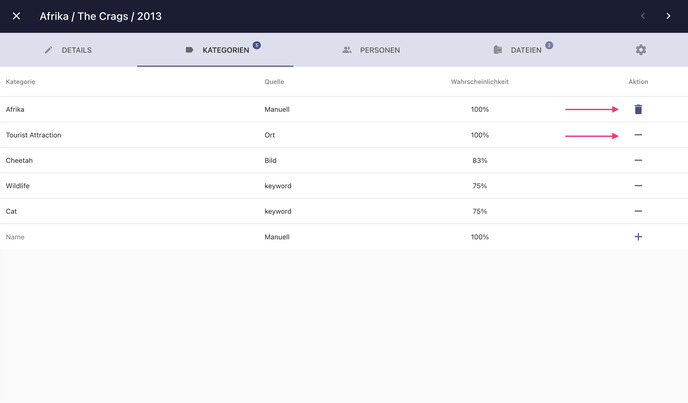 Afrika / The Crags / 2013
DETAILS KATEGORIEN 5 PERSONEN DATEIEN 2
Kategorie Quelle Wahrscheinlichkeit Aktion
Afrika Manuell 100%
Tourist Attraction Ort 100%
Cheetah Bild 83%
Wildlife keyword 75%
Cat keyword 75%
Name Manuell 100%